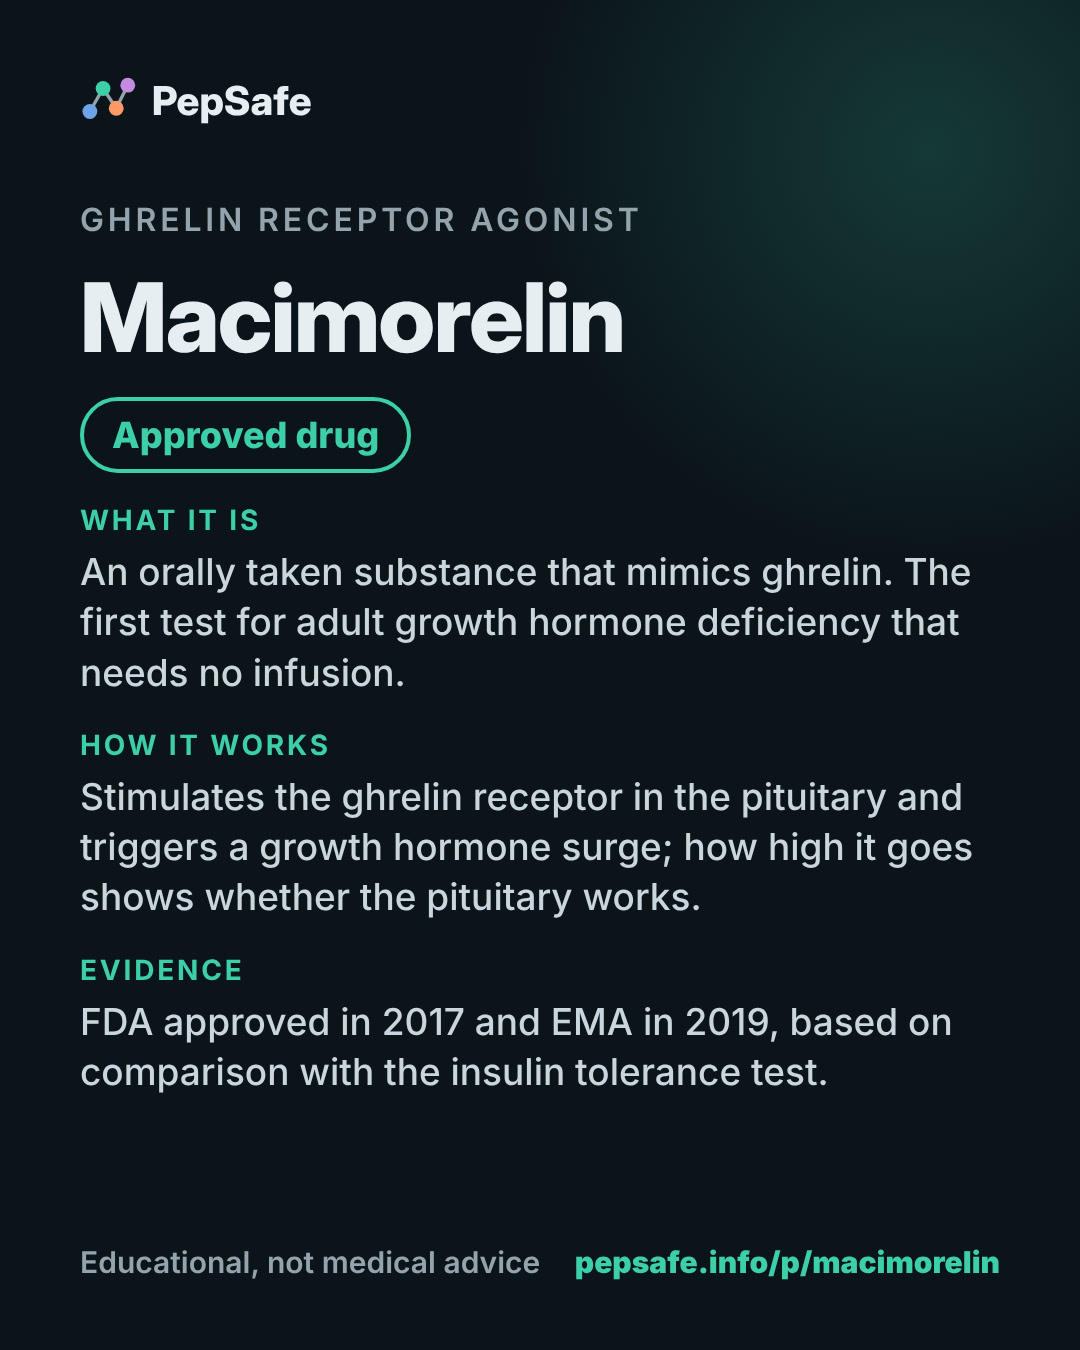 PepSafe
GHRELIN RECEPTOR AGONIST
Macimorelin
Approved drug
WHAT IT IS
An orally taken substance that mimics ghrelin. The
first test for adult growth hormone deficiency that
needs no infusion.
HOW IT WORKS
Stimulates the ghrelin receptor in the pituitary and
triggers a growth hormone surge; how high it goes
shows whether the pituitary works.
EVIDENCE
FDA approved in 2017 and EMA in 2019, based on
comparison with the insulin tolerance test.
Educational, not medical advice pepsafe.info/p/macimorelin